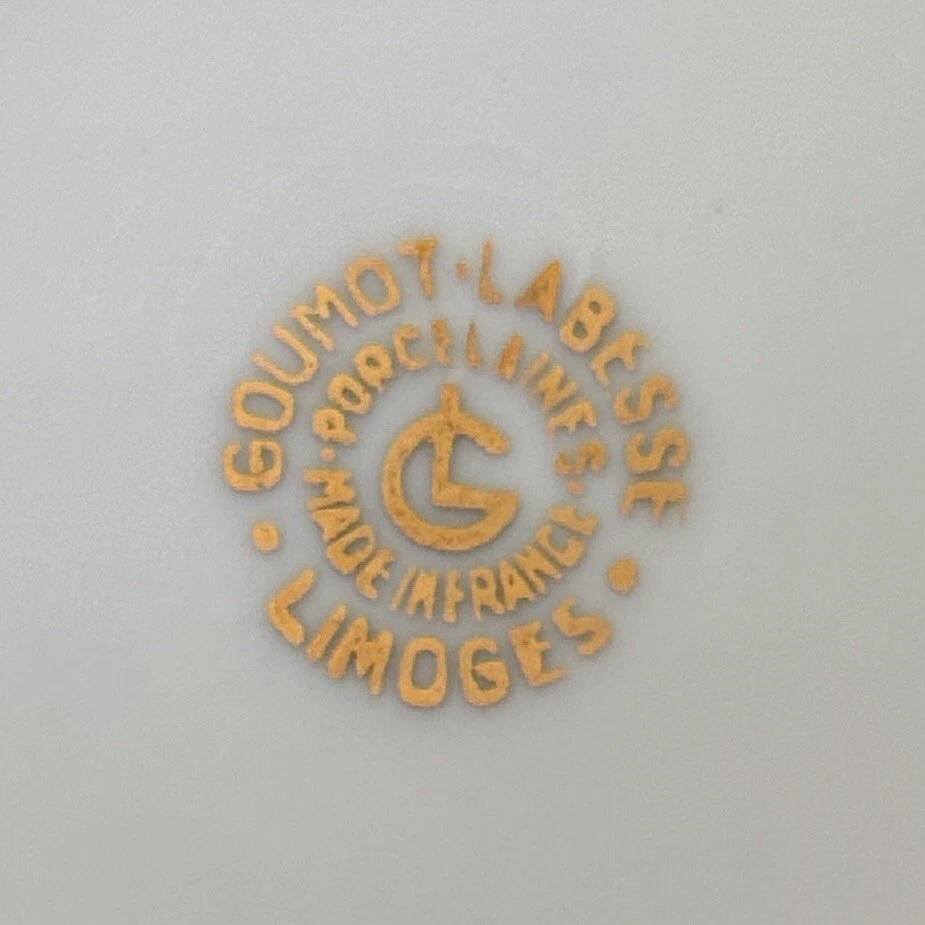 GOUMOT·LABESSE
·LIMOGES·
·PORCELAINES·
MADE IN FRANCE
GL